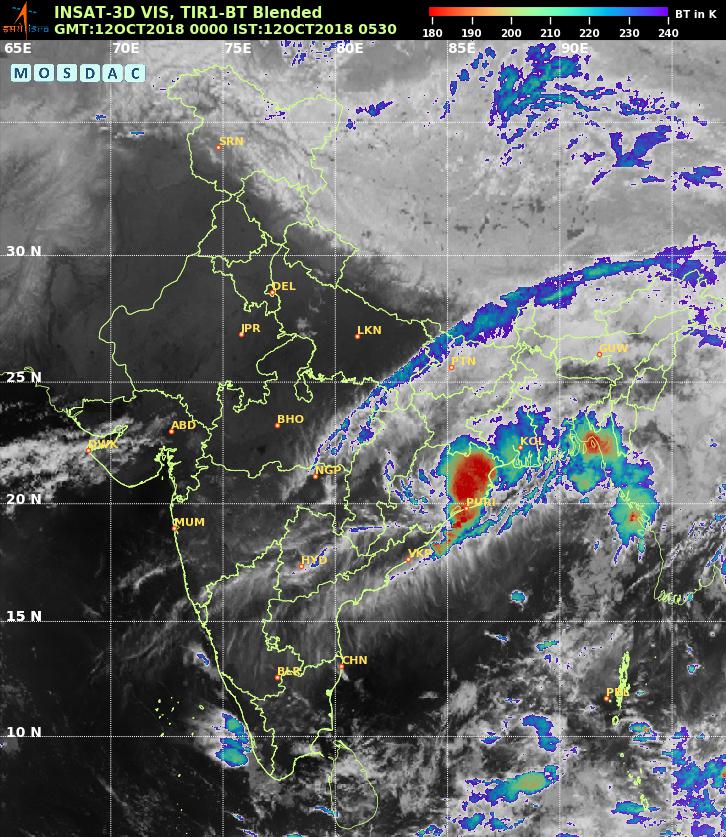 INSAT-3D VIS, TIR1-BT Blended
GMT:12OCT2018 0000 IST:12OCT2018 0530
BT in K
180 190 200 210 220 230 240
65E 70E 75E 80E 85E 90E
MOSDAC
SRN
30 N
DEL
JPR
LKN
GUW
PTN
25 N
BHO
ABD
DWK
KOL
NGP
20 N
PURI
MUM
VKP
HYD
15 N
CHN
BLR
PBL
10 N